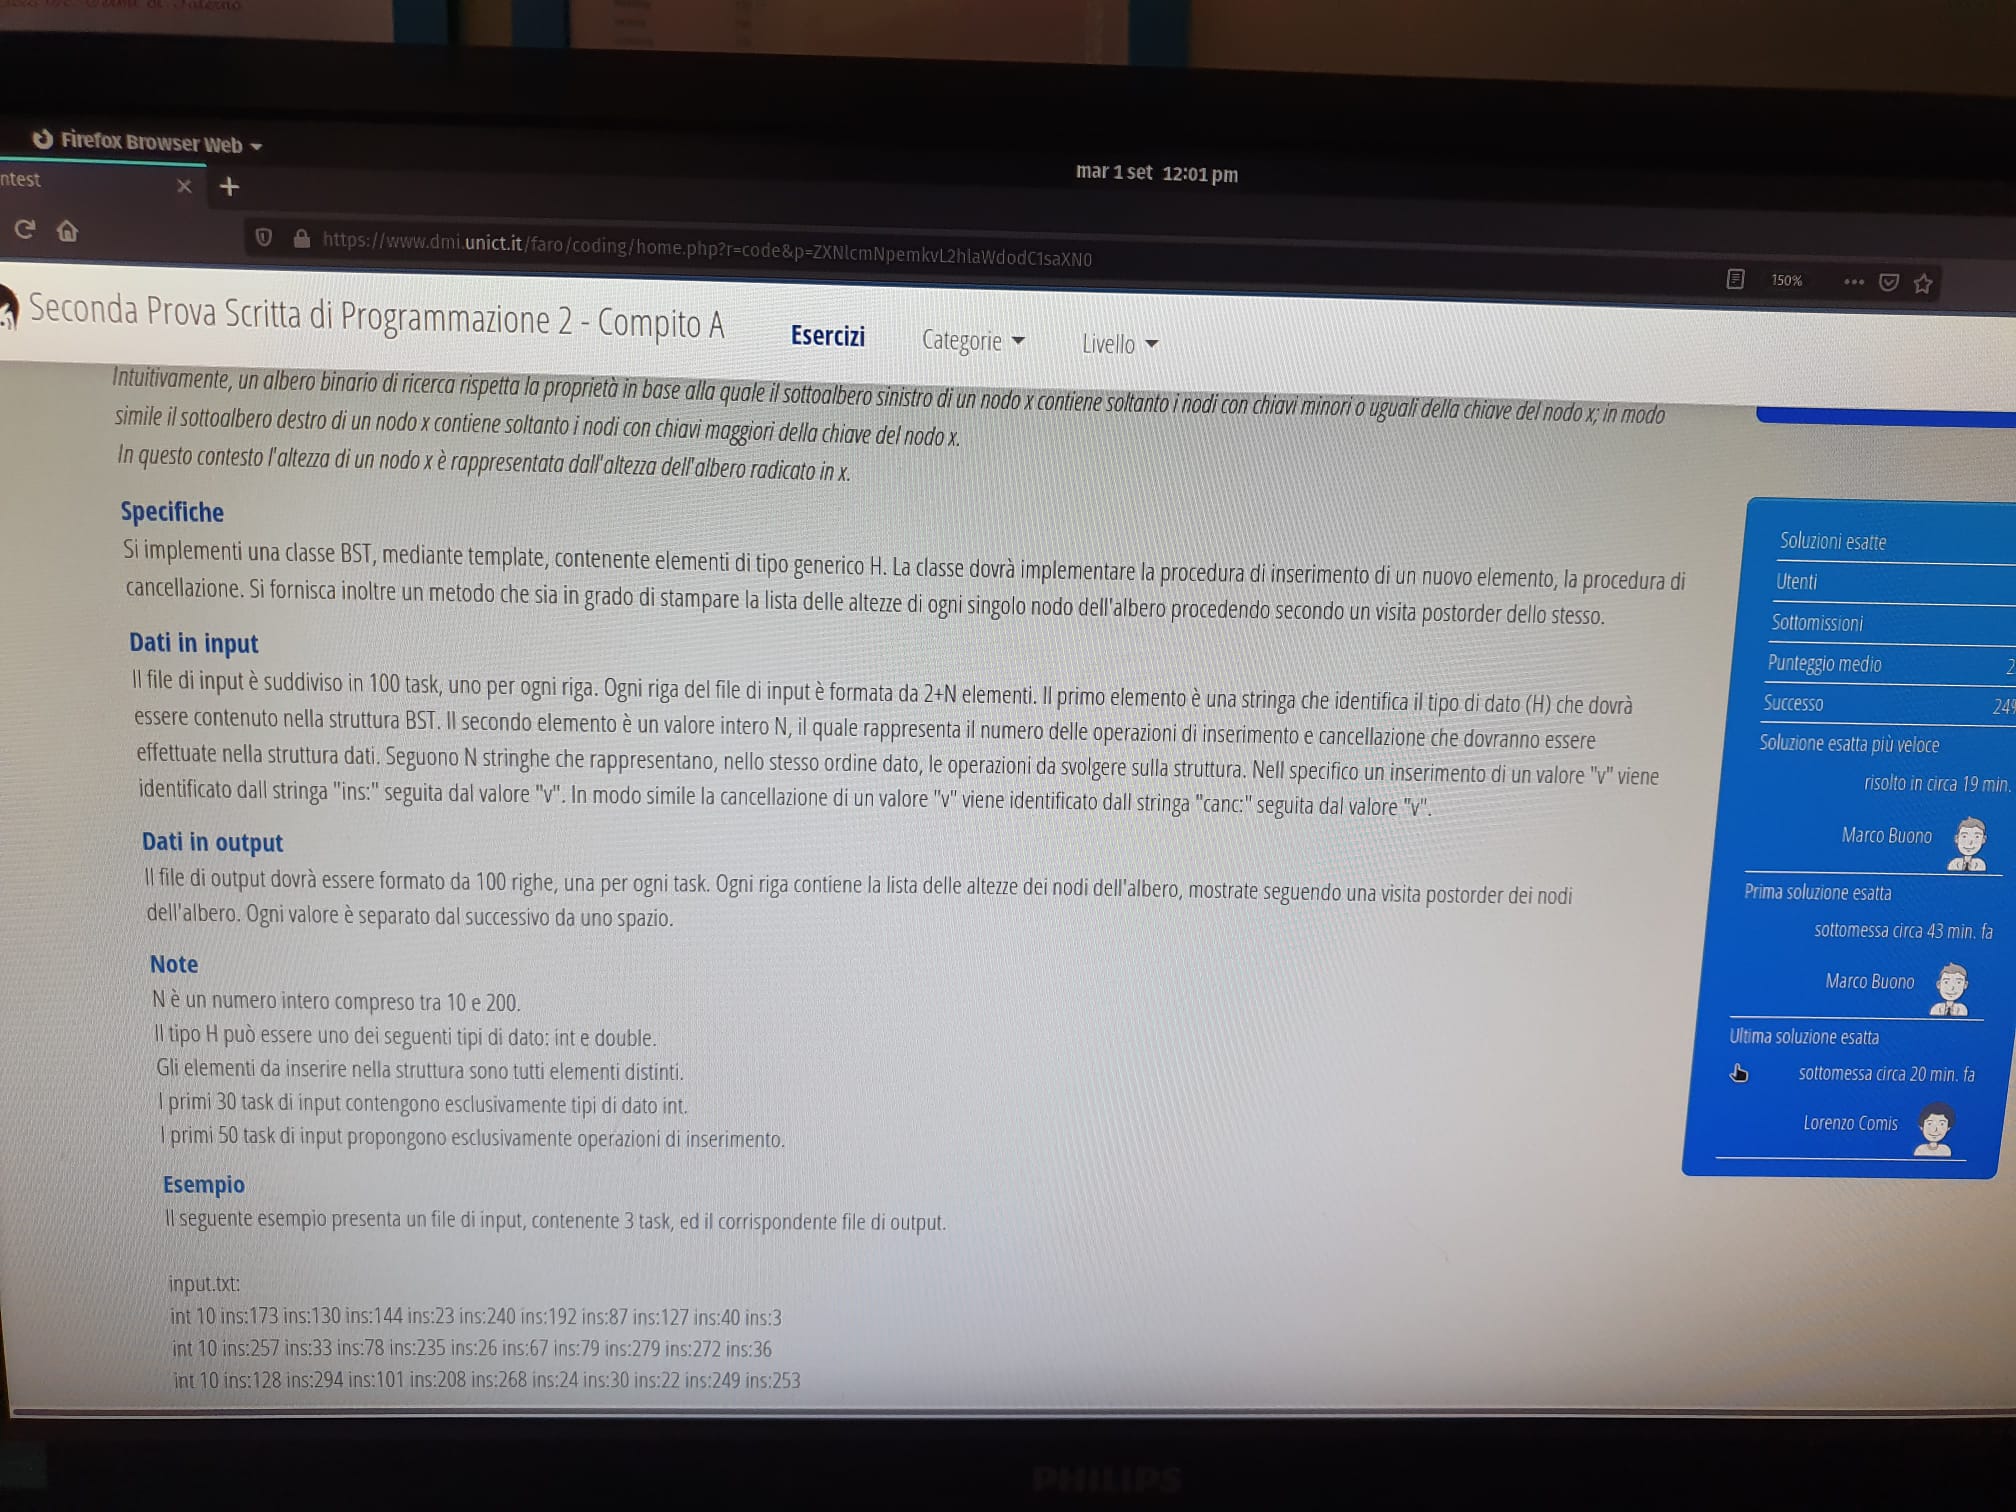 Firefox Browser Web
mar 1 set 12:01 pm
ntest
https://www.dmi.unict.it/faro/coding/home.php?r=code&p=ZXNlcmNpemkvL2hlaWdodC1saXN0
150%
Seconda Prova Scritta di Programmazione 2 - Compito A
Esercizi
Categorie
Livello
Intuitivamente, un albero binario di ricerca rispetta la proprietà in base alla quale il sottoalbero sinistro di un nodo x contiene soltanto i nodi con chiavi minori o uguali della chiave del nodo x; in modo
simile il sottoalbero destro di un nodo x contiene soltanto i nodi con chiavi maggiori della chiave del nodo x.
In questo contesto l'altezza di un nodo x è rappresentata dall'altezza dell'albero radicato in x.
Specifiche
Si implementi una classe BST, mediante template, contenente elementi di tipo generico H. La classe dovrà implementare la procedura di inserimento di un nuovo elemento, la procedura di
cancellazione. Si fornisca inoltre un metodo che sia in grado di stampare la lista delle altezze di ogni singolo nodo dell'albero procedendo secondo un visita postorder dello stesso.
Dati in input
Il file di input è suddiviso in 100 task, uno per ogni riga. Ogni riga del file di input è formata da 2+N elementi. Il primo elemento è una stringa che identifica il tipo di dato (H) che dovrà
essere contenuto nella struttura BST. Il secondo elemento è un valore intero N, il quale rappresenta il numero delle operazioni di inserimento e cancellazione che dovranno essere
effettuate nella struttura dati. Seguono N stringhe che rappresentano, nello stesso ordine dato, le operazioni da svolgere sulla struttura. Nell specifico un inserimento di un valore "v" viene
identificato dall stringa "ins:" seguita dal valore "v". In modo simile la cancellazione di un valore "v" viene identificato dall stringa "canc:" seguita dal valore "v".
Dati in output
Il file di output dovrà essere formato da 100 righe, una per ogni task. Ogni riga contiene la lista delle altezze dei nodi dell'albero, mostrate seguendo una visita postorder dei nodi
dell'albero. Ogni valore è separato dal successivo da uno spazio.
Note
N è un numero intero compreso tra 10 e 200.
Il tipo H può essere uno dei seguenti tipi di dato: int e double.
Gli elementi da inserire nella struttura sono tutti elementi distinti.
I primi 30 task di input contengono esclusivamente tipi di dato int.
I primi 50 task di input propongono esclusivamente operazioni di inserimento.
Esempio
Il seguente esempio presenta un file di input, contenente 3 task, ed il corrispondente file di output.
input.txt:
int 10 ins:173 ins:130 ins:144 ins:23 ins:240 ins:192 ins:87 ins:127 ins:40 ins:3
int 10 ins:257 ins:33 ins:78 ins:235 ins:26 ins:67 ins:79 ins:279 ins:272 ins:36
int 10 ins:128 ins:294 ins:101 ins:208 ins:268 ins:24 ins:30 ins:22 ins:249 ins:253
Soluzioni esatte
Utenti
Sottomissioni
Punteggio medio 2
Successo 24%
Soluzione esatta più veloce
risolto in circa 19 min.
Marco Buono
Prima soluzione esatta
sottomessa circa 43 min. fa
Marco Buono
Ultima soluzione esatta
sottomessa circa 20 min. fa
Lorenzo Comis
PHILIPS